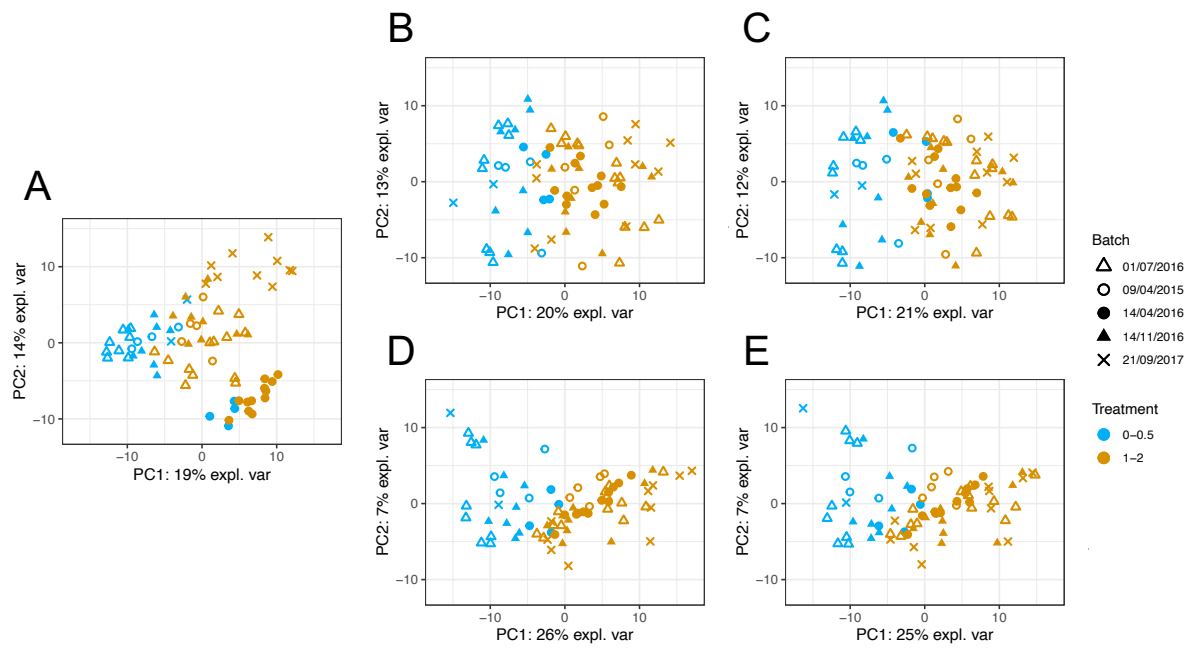 A
10
0
−10
−10
0
10
PC2: 14% expl. var
PC1: 19% expl. var
B
−10
0
10
10
0
−10
PC2: 13% expl. var
PC1: 20% expl. var
C
−10
0
10
10
0
−10
PC2: 12% expl. var
PC1: 21% expl. var
D
10
0
−10
−10
0
10
PC2: 7% expl. var
PC1: 26% expl. var
E
10
0
−10
−10
0
10
PC2: 7% expl. var
PC1: 25% expl. var
Batch
01/07/2016
09/04/2015
14/04/2016
14/11/2016
21/09/2017
Treatment
0−0.5
1−2